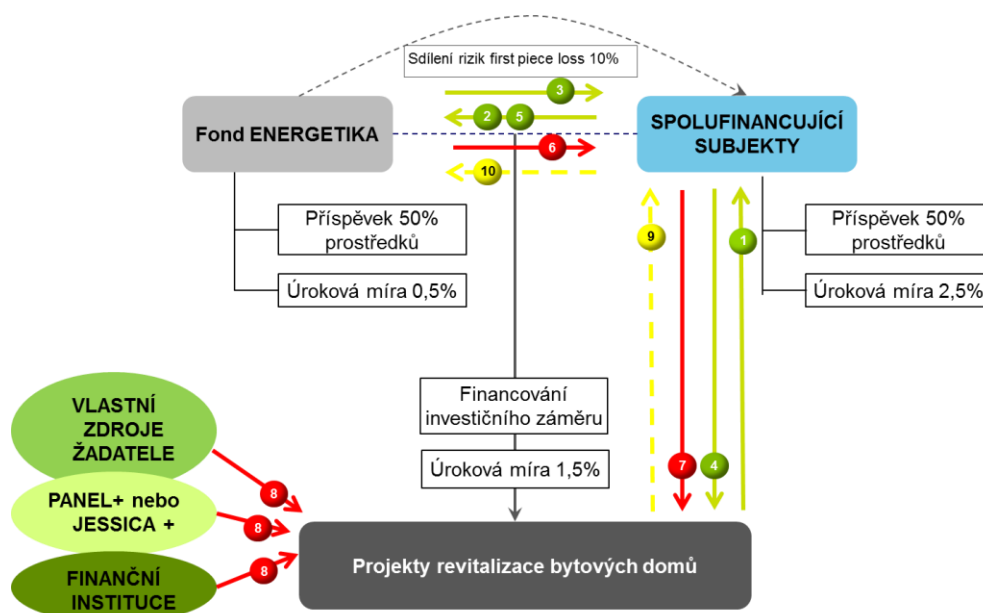 Sdílení rizik first piece loss 10%
3
Fond ENERGETIKA
2
5
SPOLUFINANCUJÍCÍ
SUBJEKTY
6
10
Příspěvek 50%
prostředků
9
1
Příspěvek 50%
prostředků
Úroková míra 0,5%
Úroková míra 2,5%
Financování
investičního záměru
VLASTNÍ
ZDROJE
ŽADATELE
Úroková míra 1,5%
7
4
8
PANEL+ nebo
JESSICA +
8
FINANČNÍ
INSTITUCE
8
Projekty revitalizace bytových domů